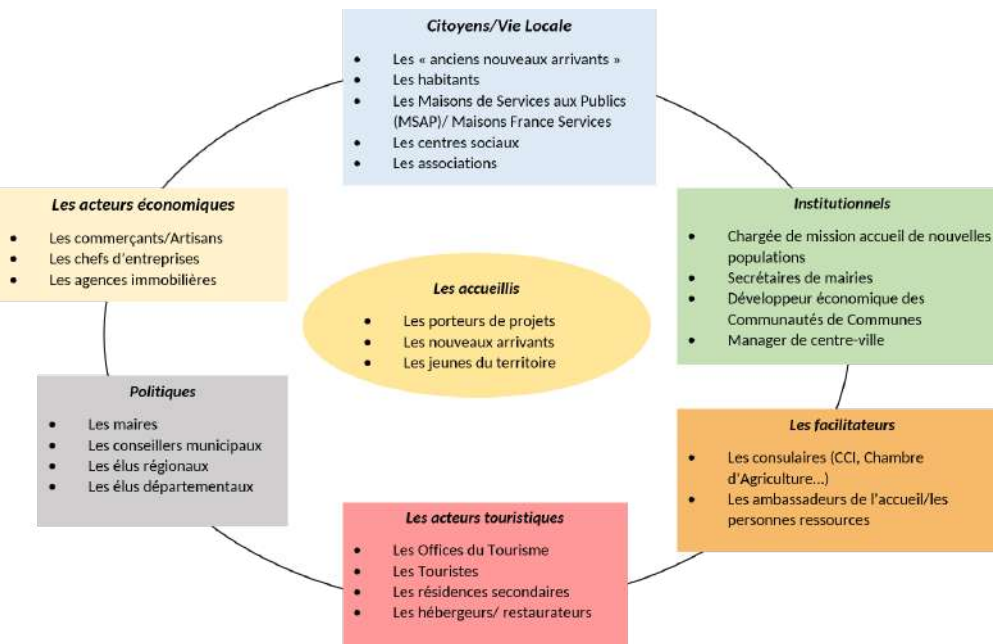 Citoyens/Vie Locale
• Les « anciens nouveaux arrivants »
• Les habitants
• Les Maisons de Services aux Publics
(MSAP)/ Maisons France Services
• Les centres sociaux
• Les associations
Les acteurs économiques
• Les commerçants/Artisans
• Les chefs d'entreprises
• Les agences immobilières
Institutionnels
• Chargée de mission accueil de nouvelles
populations
• Secrétaires de mairies
• Développeur économique des
Communautés de Communes
• Manager de centre-ville
Les accueillis
• Les porteurs de projets
• Les nouveaux arrivants
• Les jeunes du territoire
Politiques
• Les maires
• Les conseillers municipaux
• Les élus régionaux
• Les élus départementaux
Les facilitateurs
• Les consulaires (CCI, Chambre
d'Agriculture...)
• Les ambassadeurs de l'accueil/les
personnes ressources
Les acteurs touristiques
• Les Offices du Tourisme
• Les Touristes
• Les résidences secondaires
• Les hébergeurs/ restaurateurs